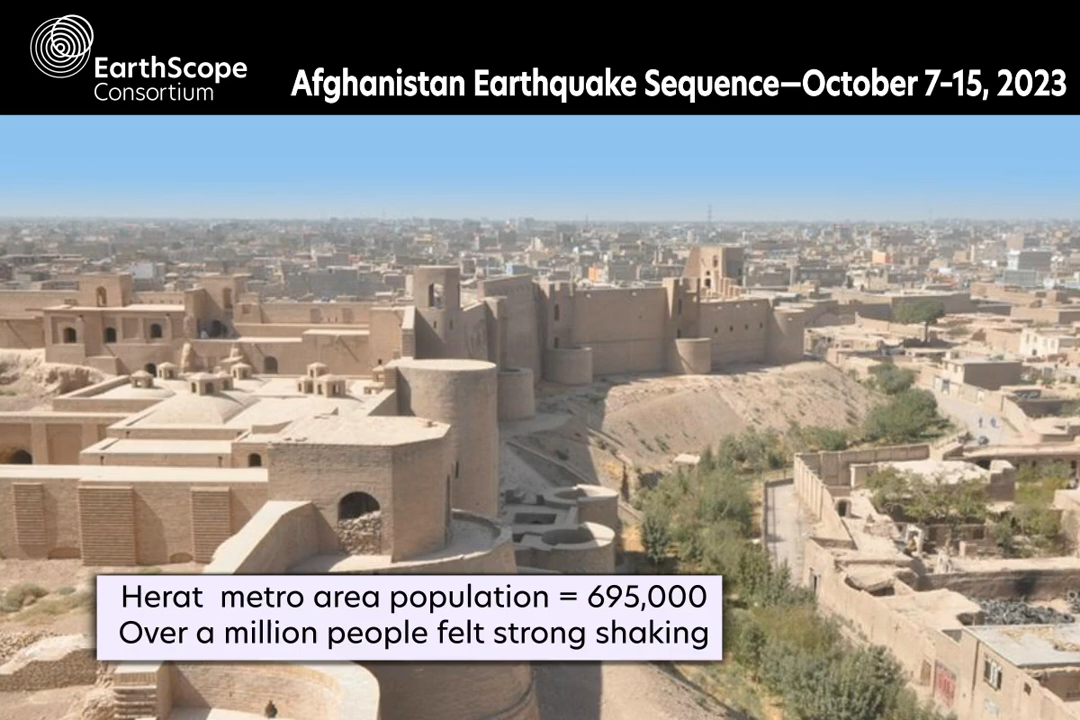 EarthScope
Consortium
Afghanistan Earthquake Sequence—October 7-15, 2023
Herat metro area population = 695,000
Over a million people felt strong shaking